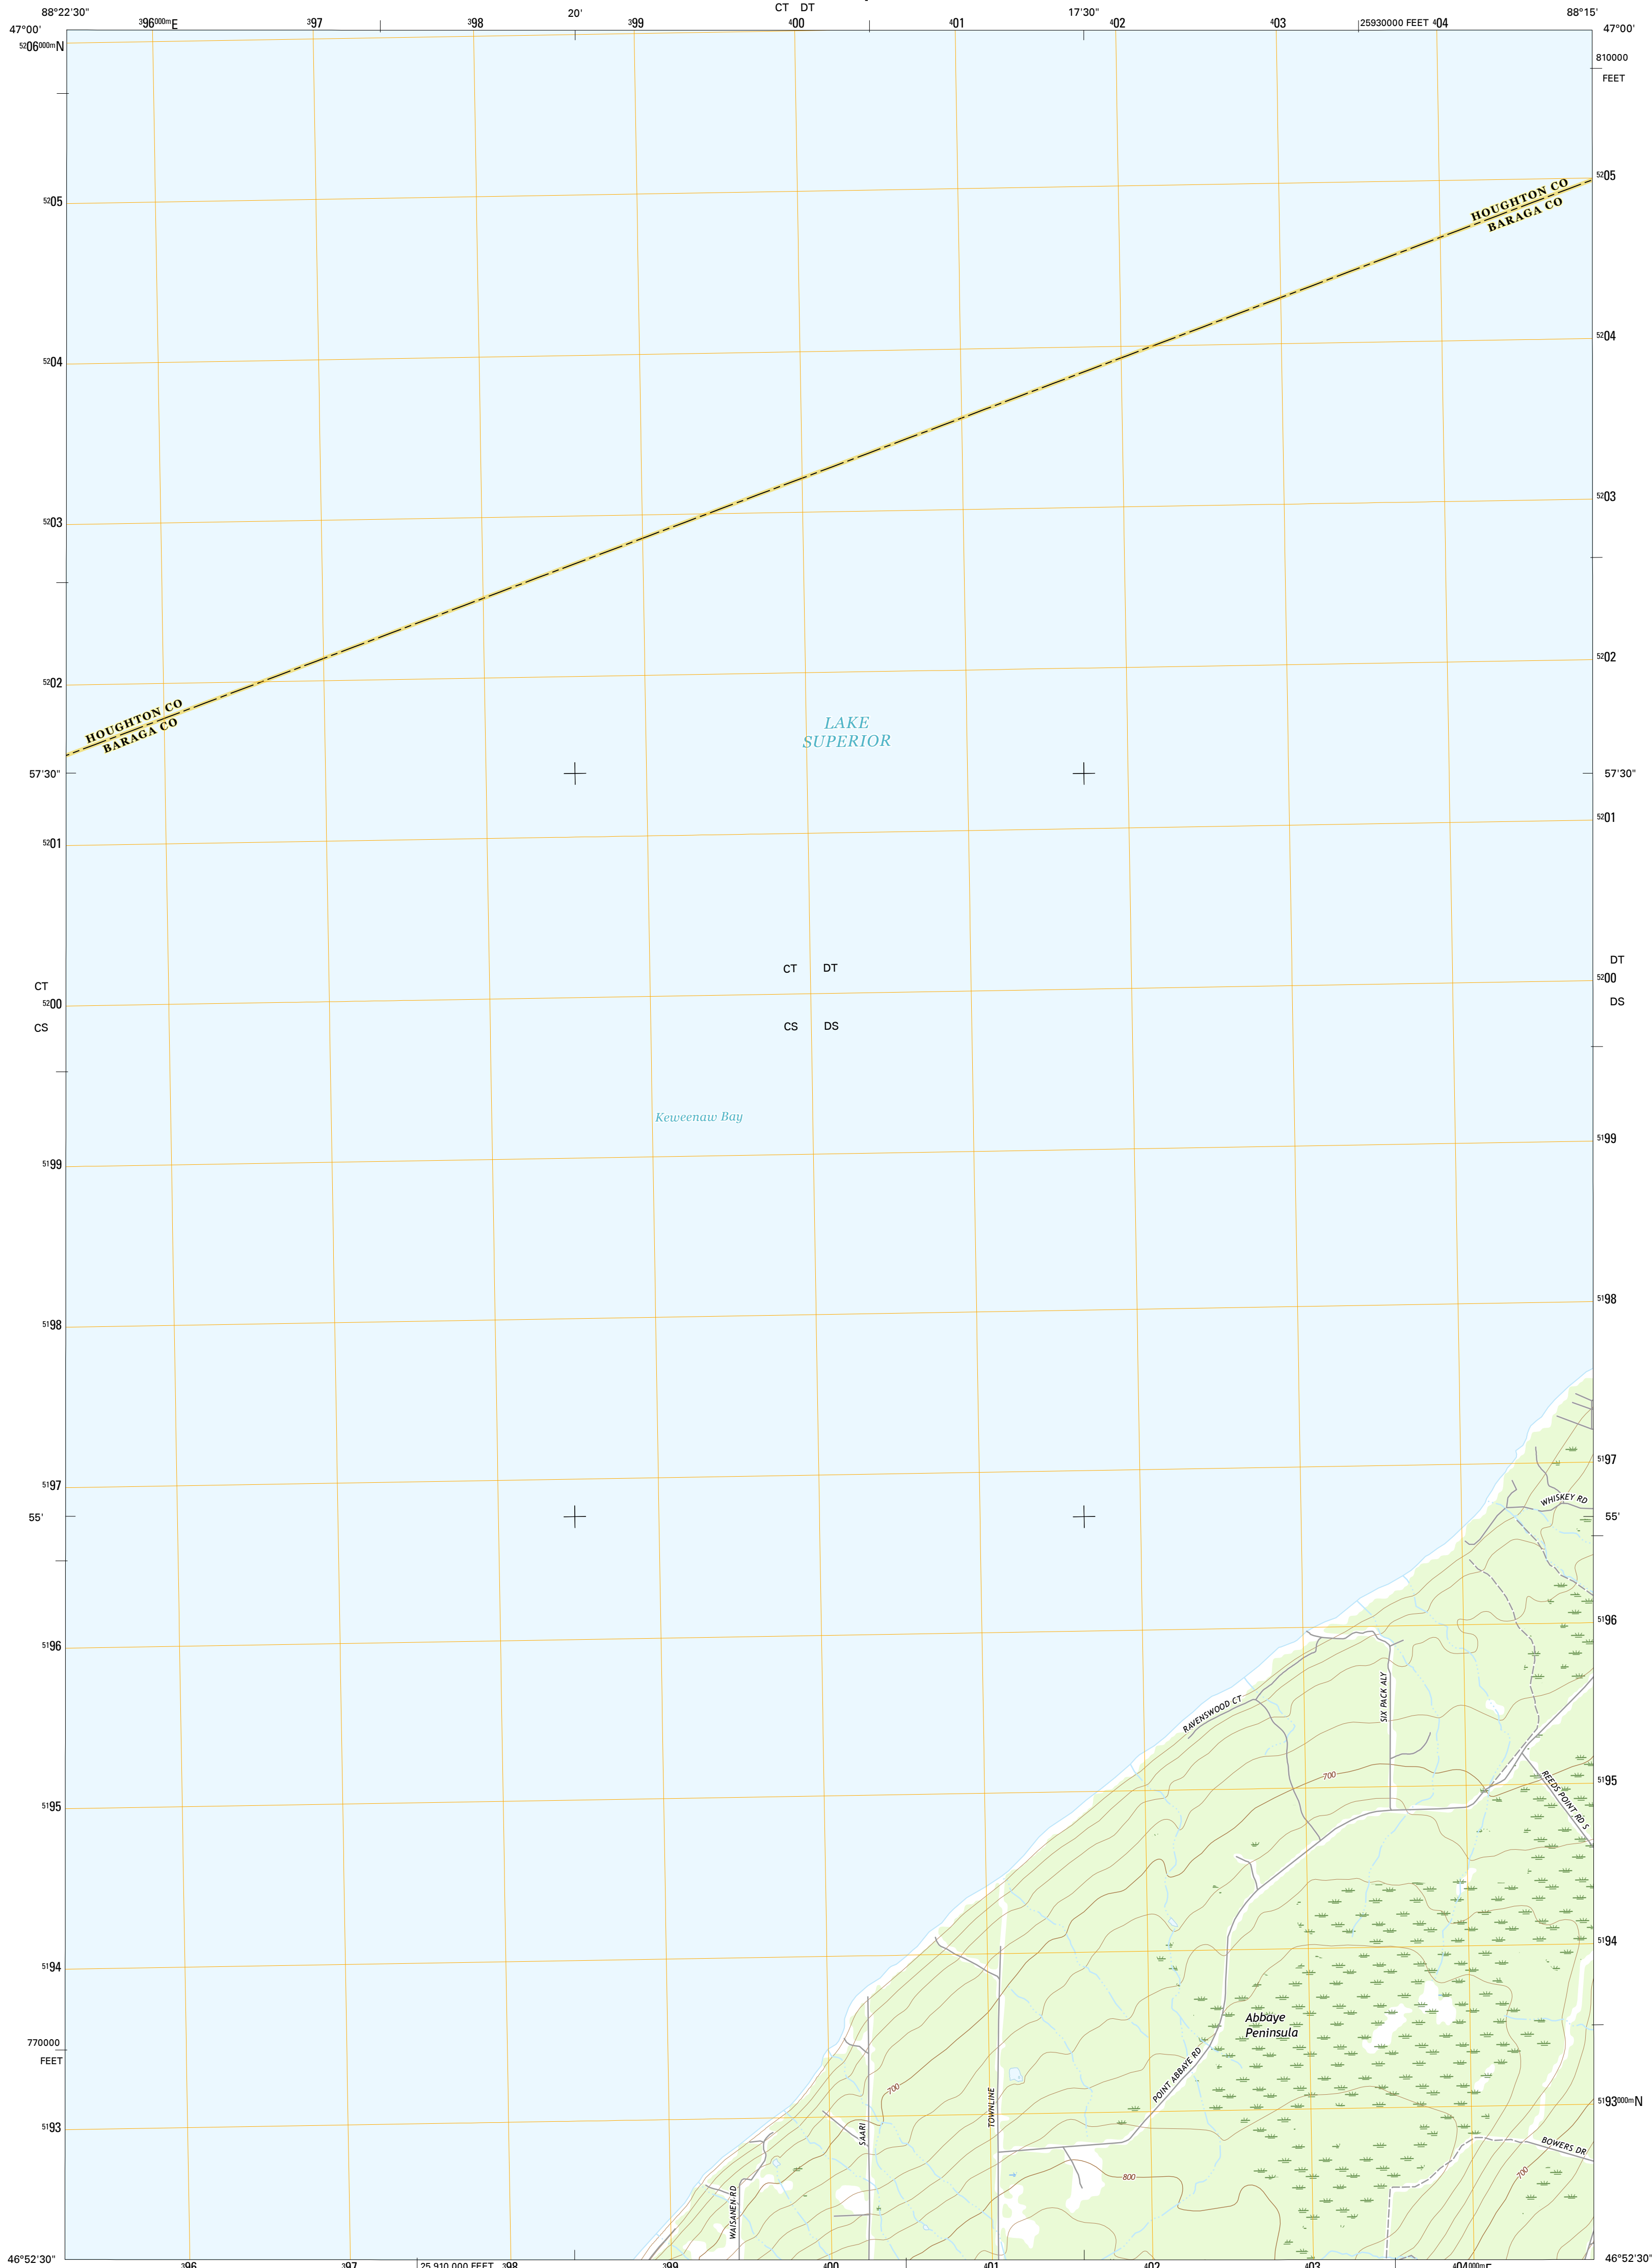 CT DT
88°22'30" ³96⁰⁰⁰ᵐE ³97 ³98 20' ³99 ⁴00 ⁴01 17'30" ⁴02 ⁴03 25930000 FEET ⁴04 88°15'
47°00' 47°00'
⁵²06⁰⁰⁰ᵐN
810000
FEET
⁵²05 ⁵²05
HOUGHTON CO
BARAGA CO
⁵²04 ⁵²04
⁵²03 ⁵²03
⁵²02 ⁵²02
HOUGHTON CO
BARAGA CO
LAKE
SUPERIOR
57'30" 57'30"
⁵²01 ⁵²01
CT CT DT DT
⁵²00 ⁵²00
CS CS DS DS
Keweenaw Bay
⁵¹99 ⁵¹99
⁵¹98 ⁵¹98
⁵¹97 ⁵¹97
WHISKEY RD
55' 55'
⁵¹96 ⁵¹96
SIX PACK ALY
RAVENSWOOD CT
700
⁵¹95 ⁵¹95
REEDS POINT RD S
⁵¹94 ⁵¹94
Abbaye
Peninsula
770000
FEET
POINT ABBAYE RD
700
TOWNLINE
⁵¹93 ⁵¹93⁰⁰⁰ᵐN
SAARI
BOWERS DR
800
700
WAISANEN RD
46°52'30" 46°52'30"
³96 ³97 25 910 000 FEET ³98 ³99 ⁴00 ⁴01 ⁴02 ⁴03 ⁴04⁰⁰⁰ᵐE